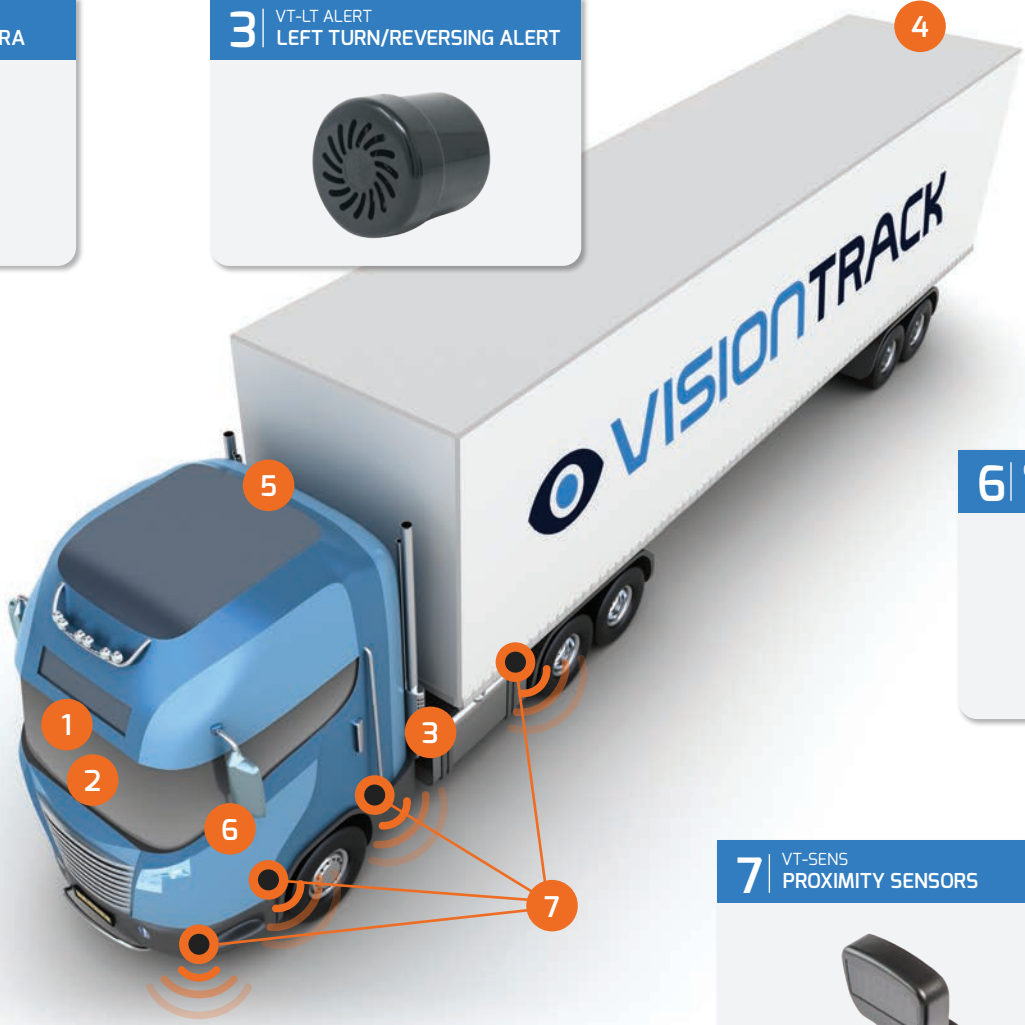 RA
3
VT-LT ALERT
LEFT TURN/REVERSING ALERT
4
VISIONTRACK
5
6
1
2
3
6
7
7
VT-SENS
PROXIMITY SENSORS